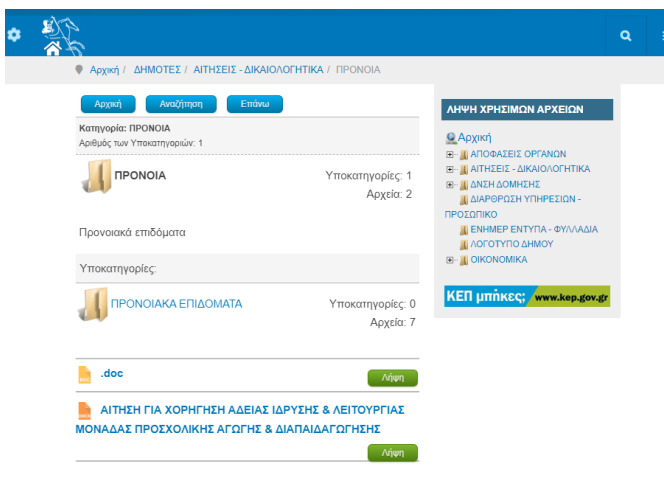 Αρχική / ΔΗΜΟΤΕΣ / ΑΙΤΗΣΕΙΣ - ΔΙΚΑΙΟΛΟΓΗΤΙΚΑ / ΠΡΟΝΟΙΑ
Αρχική Αναζήτηση Επάνω
Κατηγορία: ΠΡΟΝΟΙΑ
Αριθμός των Υποκατηγοριών: 1
ΠΡΟΝΟΙΑ Υποκατηγορίες: 1
Αρχεία: 2
Προνοιακά επιδόματα
Υποκατηγορίες:
ΠΡΟΝΟΙΑΚΑ ΕΠΙΔΟΜΑΤΑ Υποκατηγορίες: 0
Αρχεία: 7
.doc Λήψη
ΑΙΤΗΣΗ ΓΙΑ ΧΟΡΗΓΗΣΗ ΑΔΕΙΑΣ ΙΔΡΥΣΗΣ & ΛΕΙΤΟΥΡΓΙΑΣ
ΜΟΝΑΔΑΣ ΠΡΟΣΧΟΛΙΚΗΣ ΑΓΩΓΗΣ & ΔΙΑΠΑΙΔΑΓΩΓΗΣΗΣ
Λήψη
ΛΗΨΗ ΧΡΗΣΙΜΩΝ ΑΡΧΕΙΩΝ
Αρχική
ΑΠΟΦΑΣΕΙΣ ΟΡΓΑΝΩΝ
ΑΙΤΗΣΕΙΣ - ΔΙΚΑΙΟΛΟΓΗΤΙΚΑ
ΔΝΣΗ ΔΟΜΗΣΗΣ
ΔΙΑΡΘΡΩΣΗ ΥΠΗΡΕΣΙΩΝ -
ΠΡΟΣΩΠΙΚΟ
ΕΝΗΜΕΡ ΕΝΤΥΠΑ - ΦΥΛΛΑΔΙΑ
ΛΟΓΟΤΥΠΟ ΔΗΜΟΥ
ΟΙΚΟΝΟΜΙΚΑ
ΚΕΠ μπήκες; www.kep.gov.gr